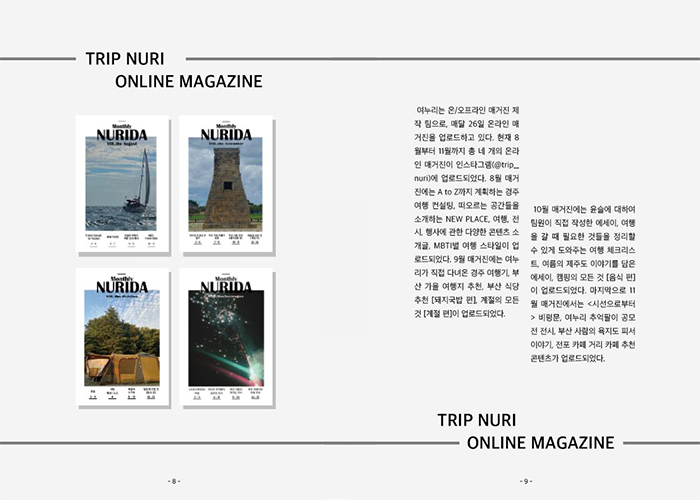 TRIP NURI
ONLINE MAGAZINE
Monthly
NURIDA
VOL.the August
Monthly
NURIDA
Monthly
NURIDA
Monthly
NURIDA
- 8 -
여누리는 온/오프라인 매거진 제
작 팀으로, 매달 26일 온라인 매
거진을 업로드하고 있다. 현재 8
월부터 11월까지 총 네 개의 온라
인 매거진이 인스타그램(@trip_
nuri)에 업로드되었다. 8월 매거
진에는 A to Z까지 계획하는 경주
여행 컨설팅, 떠오르는 공간들을
소개하는 NEW PLACE, 여행, 전
시, 행사에 관한 다양한 콘텐츠 소
개글, MBTI별 여행 스타일이 업
로드되었다. 9월 매거진에는 여누
리가 직접 다녀온 경주 여행기, 부
산 가을 여행지 추천, 부산 식당
추천 [돼지국밥 편], 계절의 모든
것 [계절 편]이 업로드되었다.
10월 매거진에는 윤슬에 대하여
팀원이 직접 작성한 에세이, 여행
을 갈 때 필요한 것들을 정리할
수 있게 도와주는 여행 체크리스
트, 여름의 제주도 이야기를 담은
에세이, 캠핑의 모든 것 [음식 편]
이 업로드되었다. 마지막으로 11
월 매거진에서는 <시선으로부터
> 비평문, 여누리 추억팔이 공모
전 전시, 부산 사람의 욕지도 피서
이야기, 전포 카페 거리 카페 추천
콘텐츠가 업로드되었다.
TRIP NURI
ONLINE MAGAZINE
- 9 -